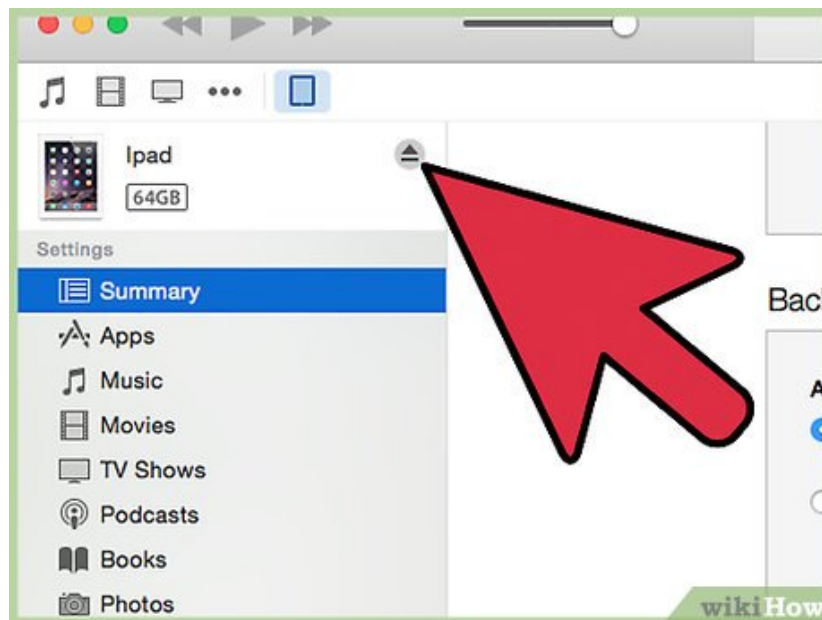 Ipad
64GB
Settings
Summary
Apps
Music
Movies
TV Shows
Podcasts
Books
Photos
Bac
A
wikiHow